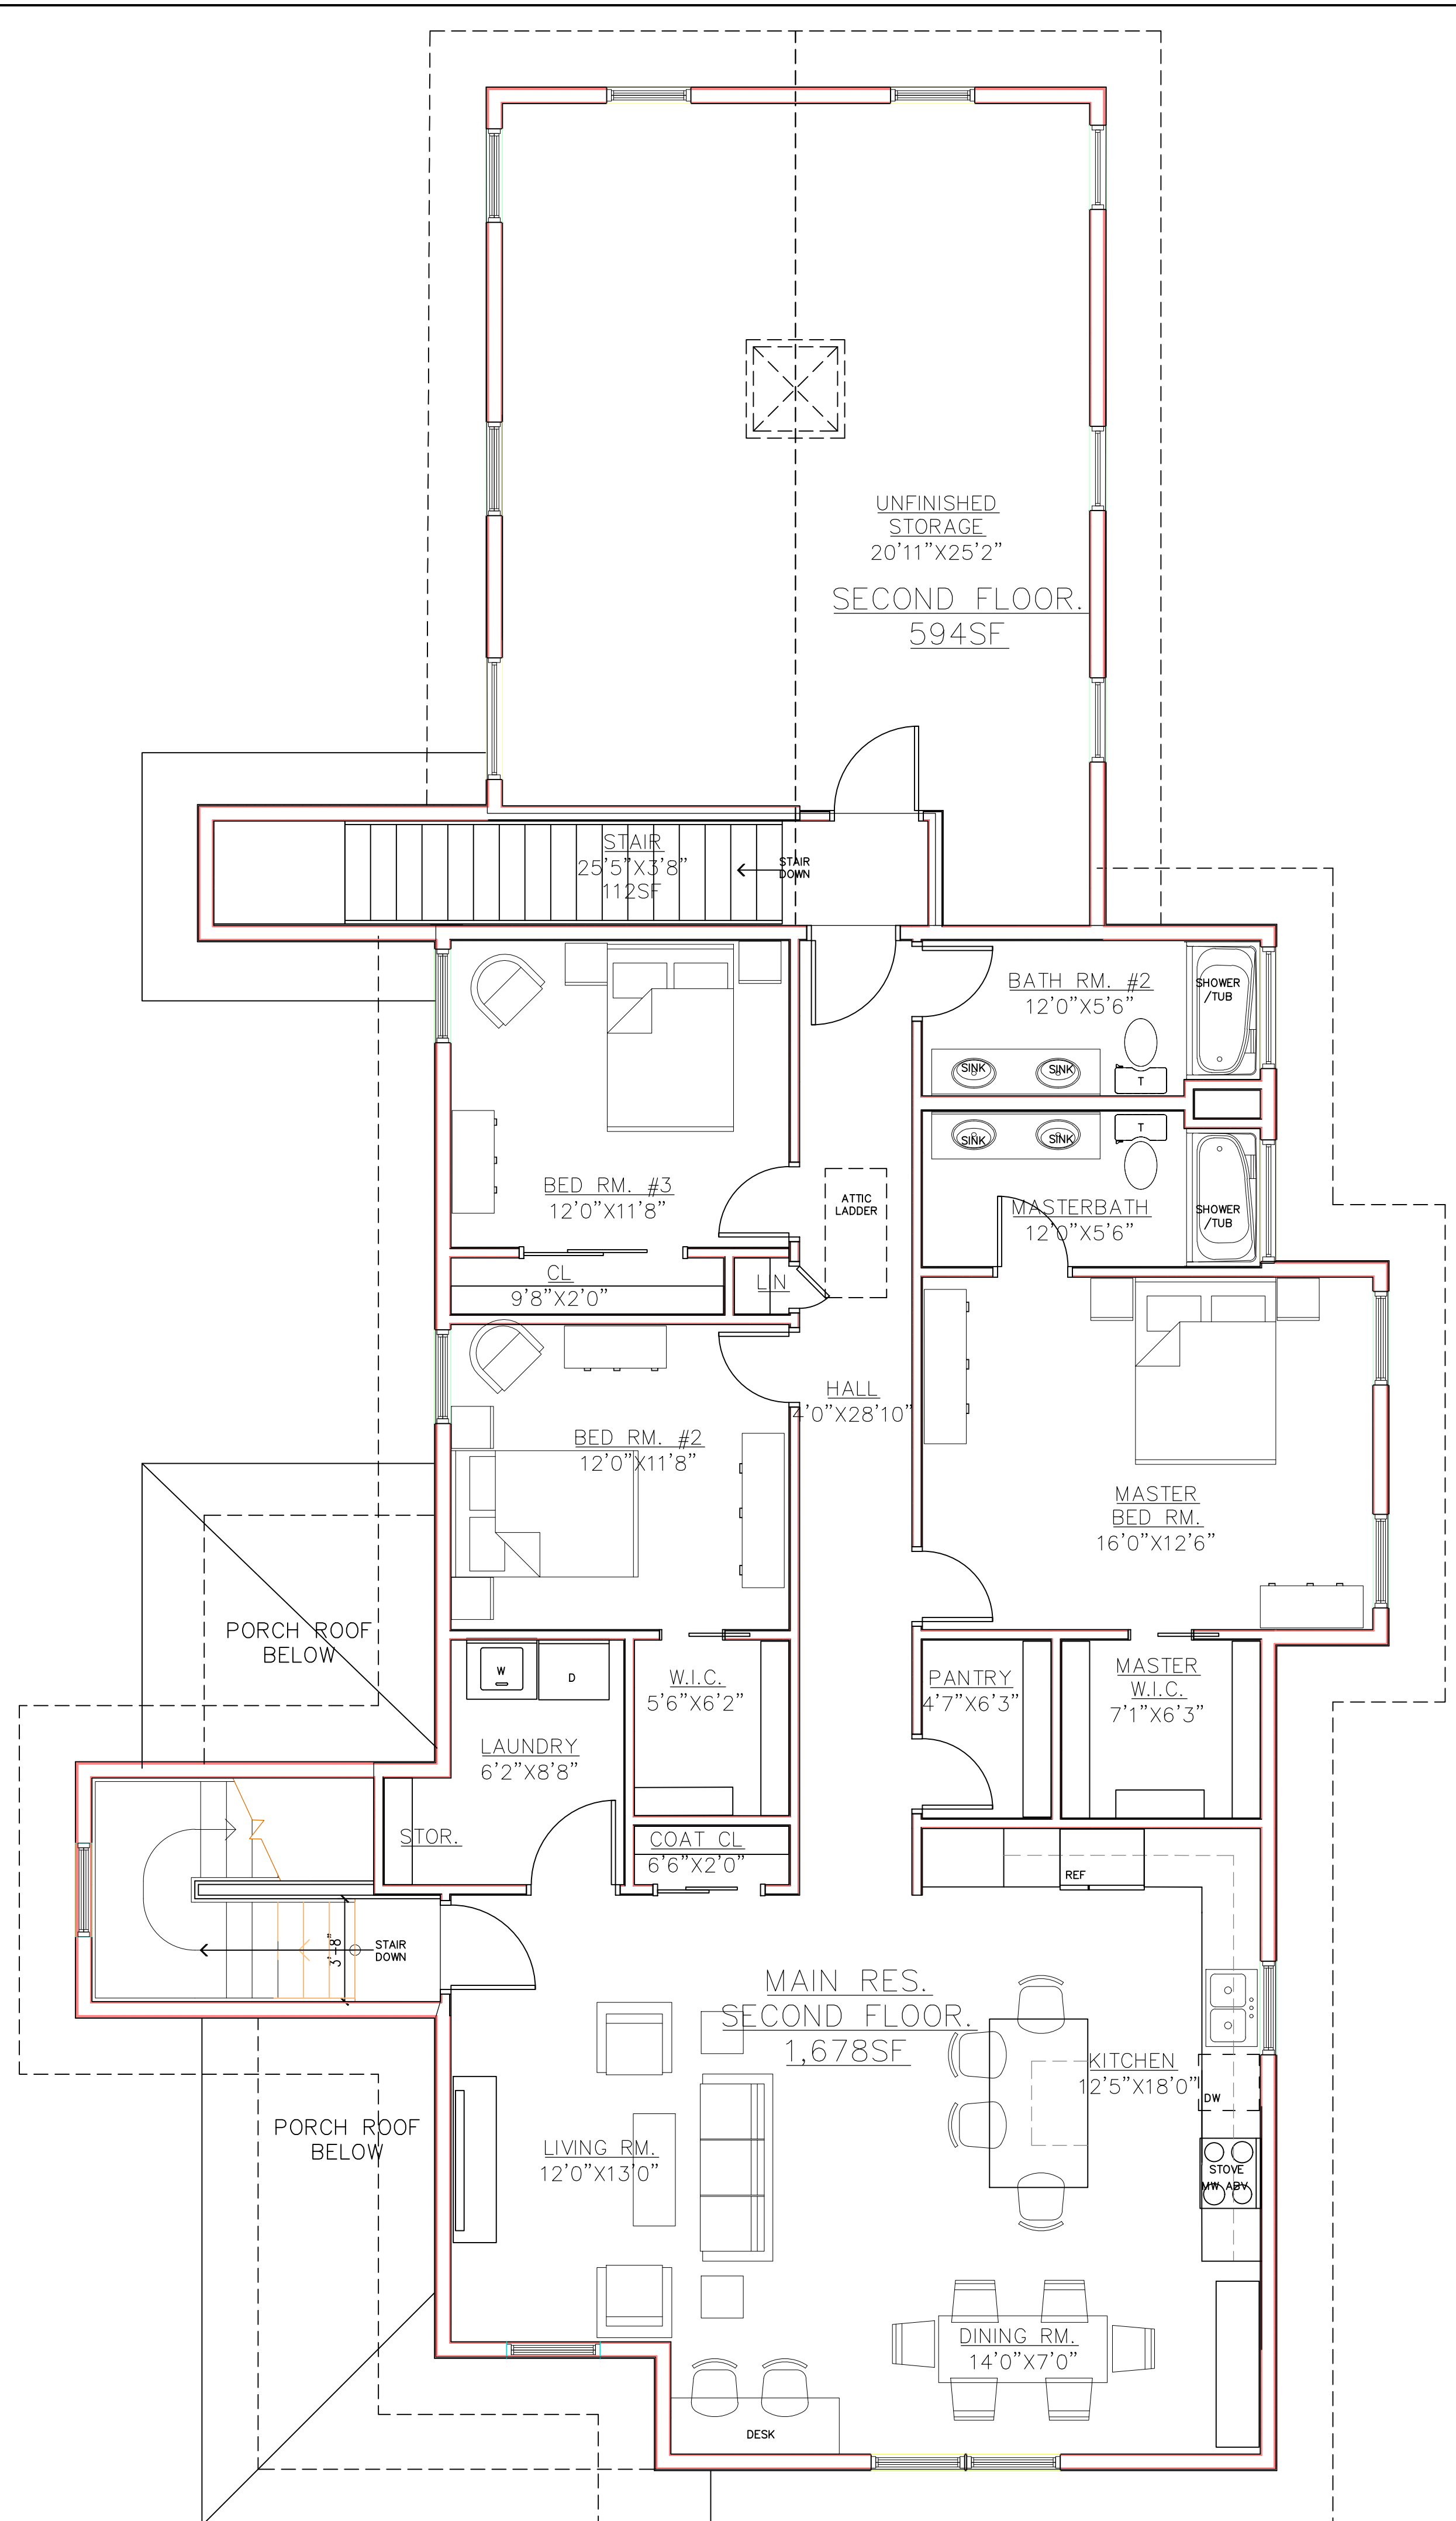 UNFINISHED
STORAGE
20'11"X25'2"
SECOND FLOOR.
594SF
STAIR
25'5"X3'8"
112SF
STAIR
DOWN
BATH RM. #2
12'0"X5'6"
SHOWER
/TUB
SINK
SINK
T
SINK
SINK
T
MASTERBATH
12'0"X5'6"
SHOWER
/TUB
BED RM. #3
12'0"X11'8"
ATTIC
LADDER
CL
9'8"X2'0"
LIN
HALL
4'0"X28'10"
BED RM. #2
12'0"X11'8"
MASTER
BED RM.
16'0"X12'6"
PORCH ROOF
BELOW
W
D
W.I.C.
5'6"X6'2"
PANTRY
4'7"X6'3"
MASTER
W.I.C.
7'1"X6'3"
LAUNDRY
6'2"X8'8"
STOR.
COAT CL
6'6"X2'0"
REF
3'-8"
STAIR
DOWN
MAIN RES.
SECOND FLOOR.
1,678SF
KITCHEN
12'5"X18'0"
DW
PORCH ROOF
BELOW
LIVING RM.
12'0"X13'0"
STOVE
MW ABV
DINING RM.
14'0"X7'0"
DESK